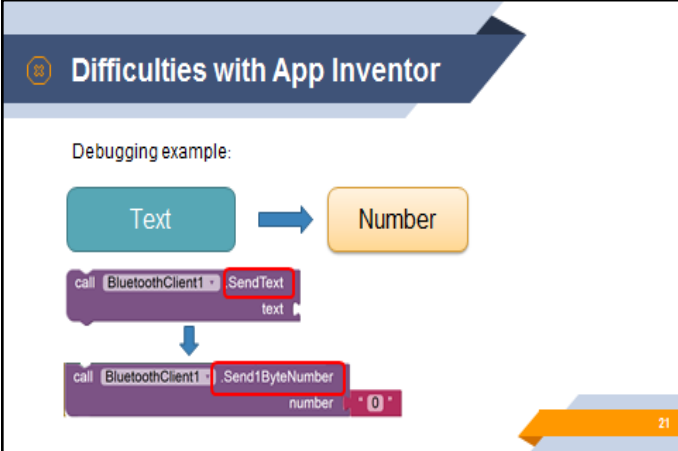 Difficulties with App Inventor
Debugging example:
Text
Number
call BluetoothClient1 .SendText
text
call BluetoothClient1 .Send1ByteNumber
number " 0 "
21